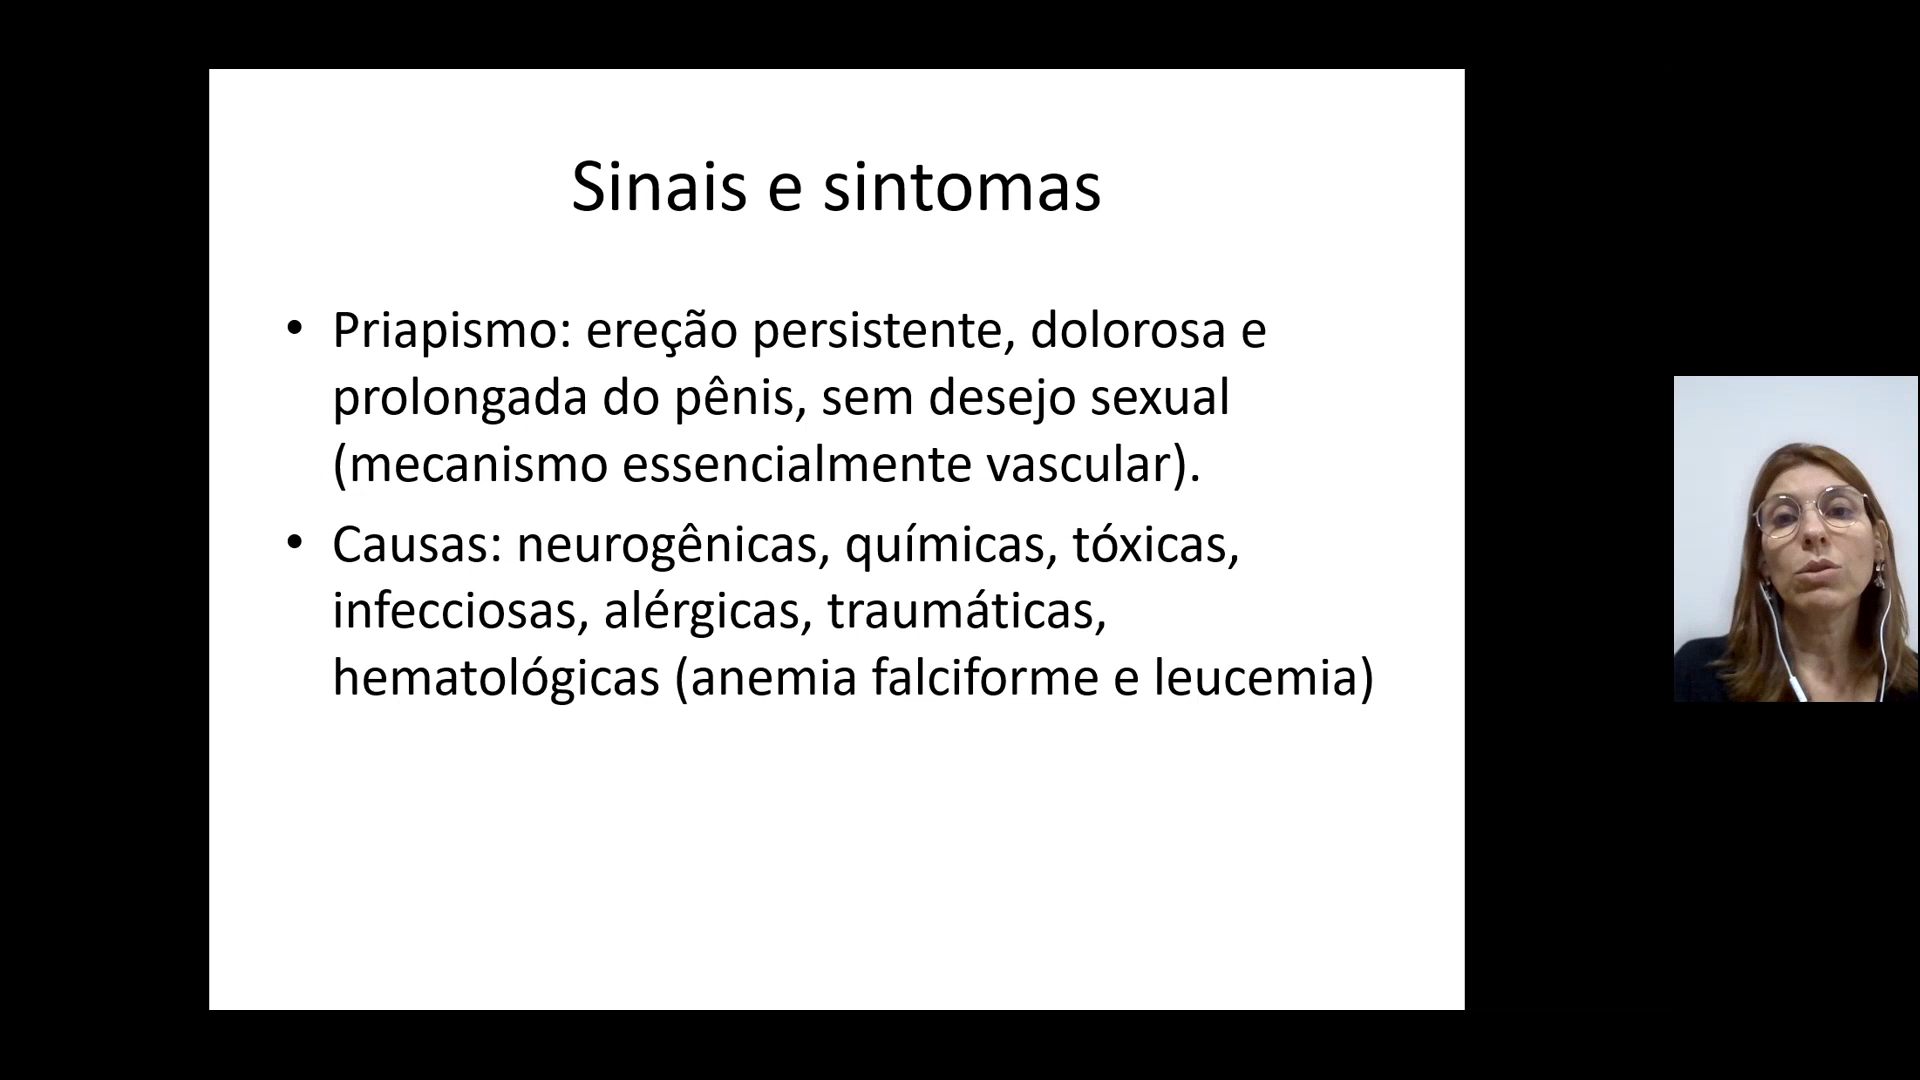 Sinais e sintomas
• Priapismo: ereção persistente, dolorosa e
prolongada do pênis, sem desejo sexual
(mecanismo essencialmente vascular).
• Causas: neurogênicas, químicas, tóxicas,
infecciosas, alérgicas, traumáticas,
hematológicas (anemia falciforme e leucemia)